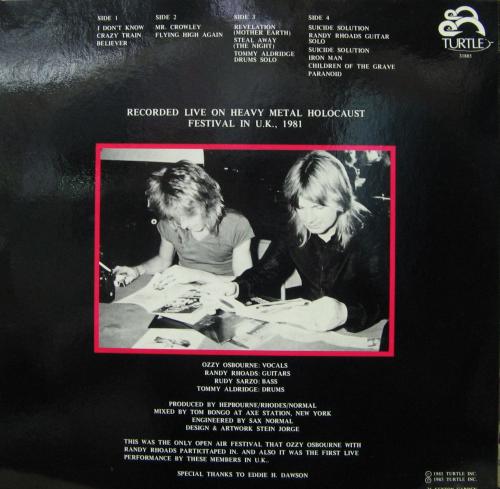 SIDE 1
I DON'T KNOW
CRAZY TRAIN
BELIEVER
SIDE 2
MR. CROWLEY
FLYING HIGH AGAIN
SIDE 3
REVELATION
(MOTHER EARTH)
STEAL AWAY
(THE NIGHT)
TOMMY ALDRIDGE
DRUMS SOLO
SIDE 4
SUICIDE SOLUTION
RANDY RHOADS GUITAR
SOLO
SUICIDE SOLUTION
IRON MAN
CHILDREN OF THE GRAVE
PARANOID
TURTLE
RECORDED LIVE ON HEAVY METAL HOLOCAUST
FESTIVAL IN U.K., 1981
OZZY OSBOURNE: VOCALS
RANDY RHOADS: GUITARS
RUDY SARZO: BASS
TOMMY ALDRIDGE: DRUMS
PRODUCED BY HEPBOURNE/RHODES/NORMAL
MIXED BY TOM BONGO AT AXE STATION, NEW YORK
ENGINEERED BY SAX NORMAL
DESIGN & ARTWORK STEIN JORGE
THIS WAS THE ONLY OPEN AIR FESTIVAL THAT OZZY OSBOURNE WITH
RANDY RHOADS PARTICITAPED IN. AND ALSO IT WAS THE FIRST LIVE
PERFORMANCE BY THESE MEMBERS IN U.K..
SPECIAL THANKS TO EDDIE H. DAWSON
© 1983 TURTLE INC.
℗ 1983 TURTLE INC.